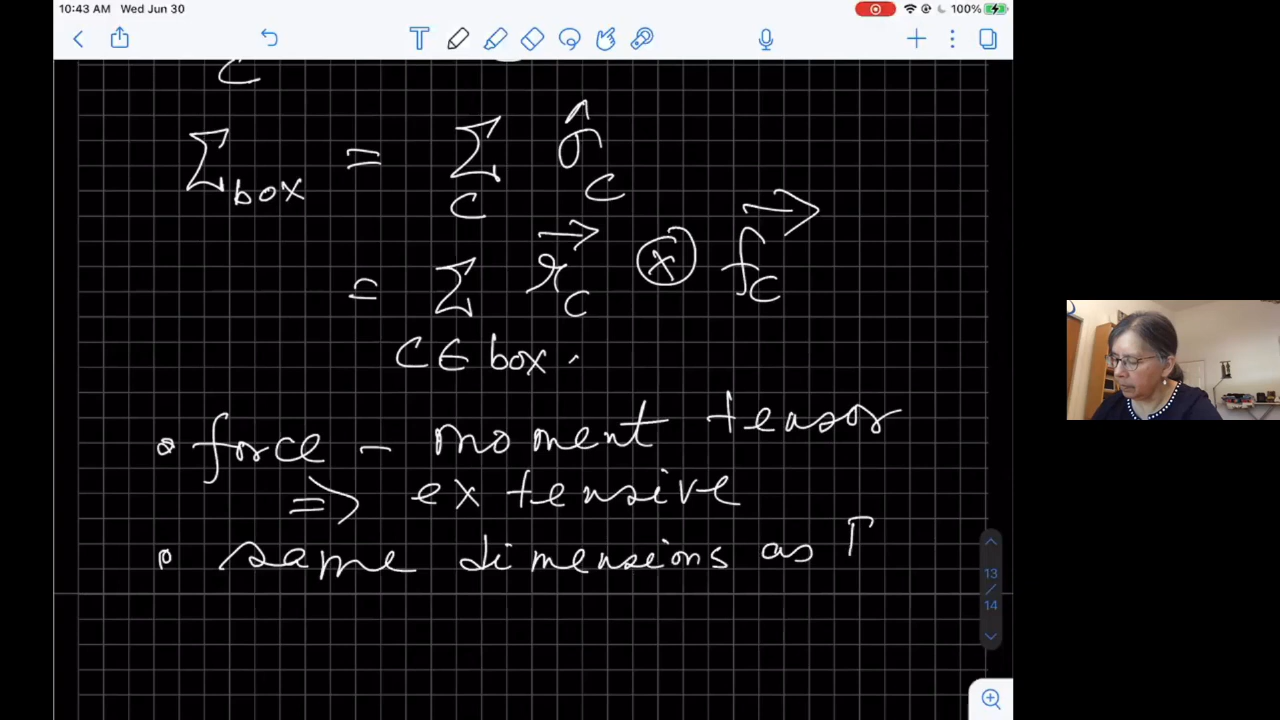 10:43 AM Wed Jun 30 100%
C
Σ_box = Σ_C σ̂_C
= Σ_{C∈box} r⃗_C ⊗ f⃗_C
• force - moment tensor
=> extensive
• same dimensions as Γ
13
/
14